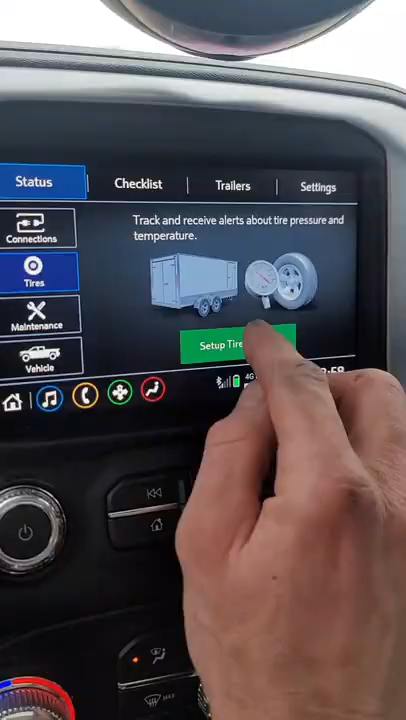 Status
Checklist
Trailers
Settings
Connections
Tires
Maintenance
Vehicle
Track and receive alerts about tire pressure and
temperature.
Setup Tire
4G
MAX